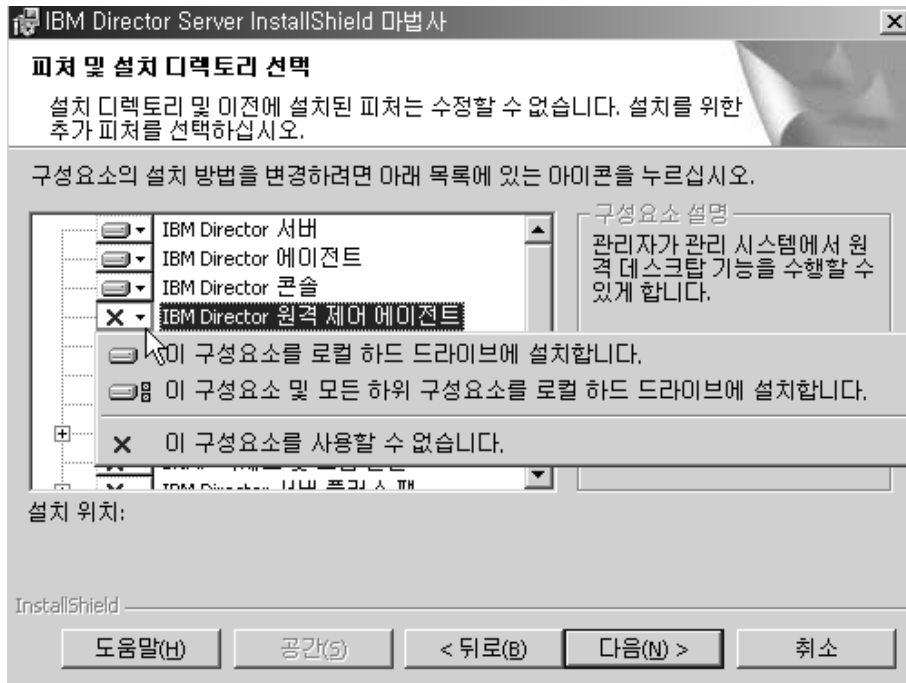 IBM Director Server InstallShield 마법사
피처 및 설치 디렉토리 선택
설치 디렉토리 및 이전에 설치된 피처는 수정할 수 없습니다. 설치를 위한
추가 피처를 선택하십시오.
구성요소의 설치 방법을 변경하려면 아래 목록에 있는 아이콘을 누르십시오.
IBM Director 서버
IBM Director 에이전트
IBM Director 콘솔
IBM Director 원격 제어 에이전트
이 구성요소를 로컬 하드 드라이브에 설치합니다.
이 구성요소 및 모든 하위 구성요소를 로컬 하드 드라이브에 설치합니다.
이 구성요소를 사용할 수 없습니다.
IBM Director 서버 플러스 팩
구성요소 설명
관리자가 관리 시스템에서 원
격 데스크탑 기능을 수행할 수
있게 합니다.
설치 위치:
InstallShield
도움말(H)
공간(S)
< 뒤로(B)
다음(N) >
취소